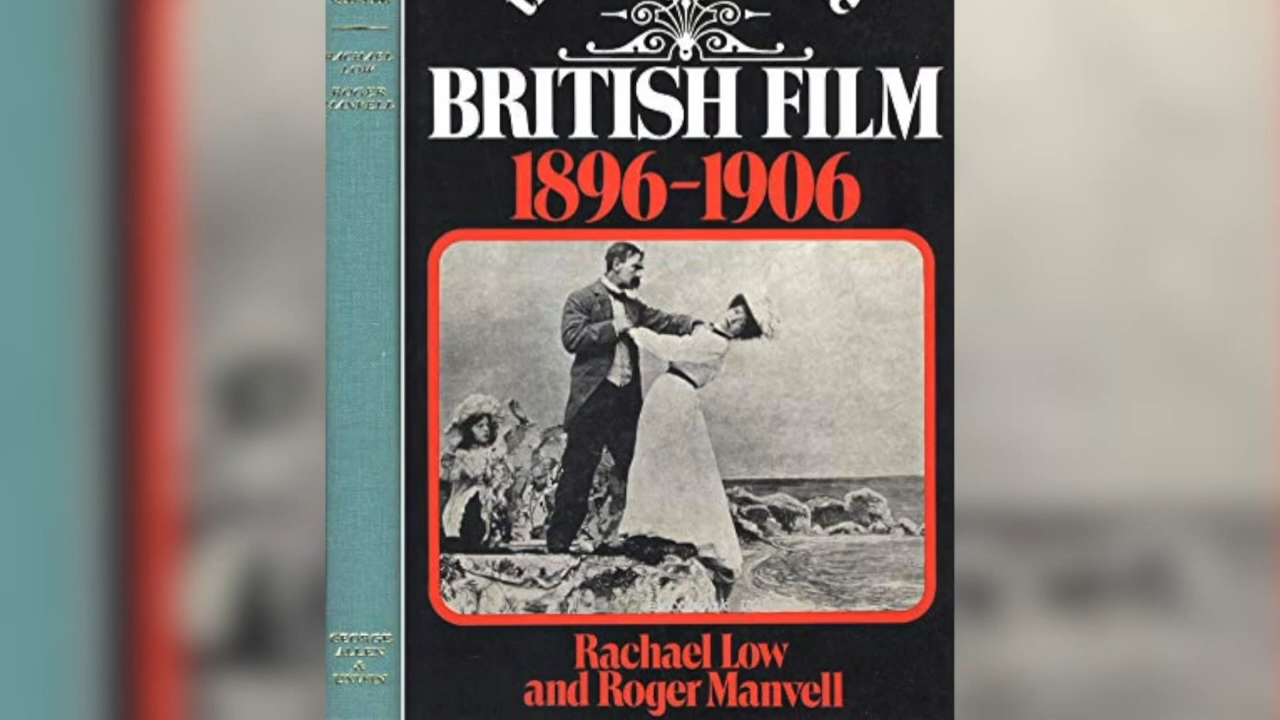 RACHAEL
LOW
ROGER
MANVELL
GEORGE
ALLEN
&
UNWIN
BRITISH FILM
1896–1906
Rachael Low
and Roger Manvell